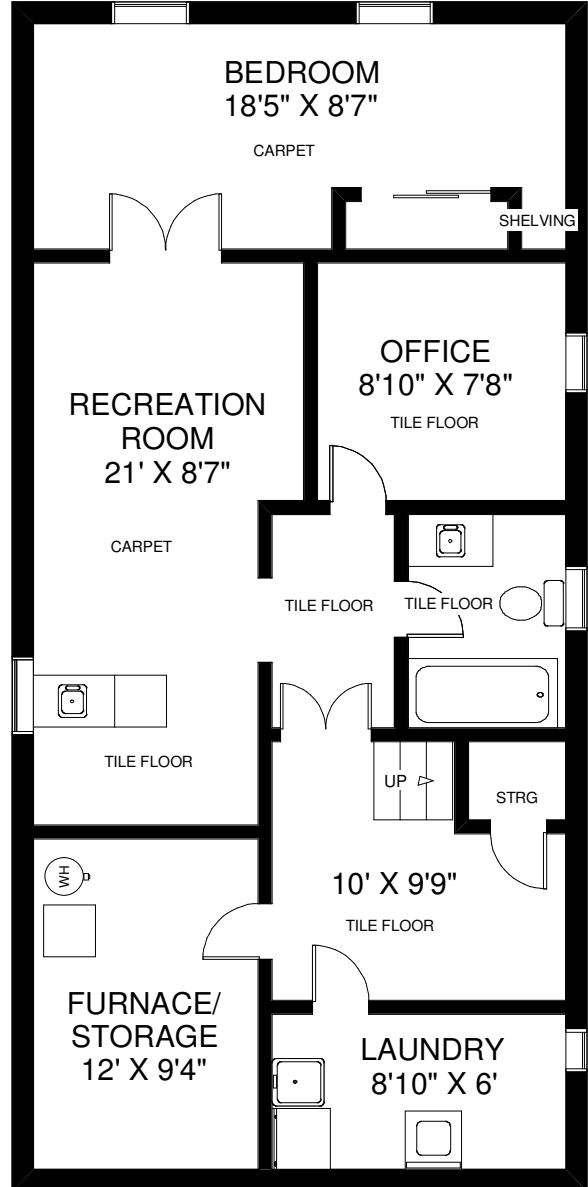 BEDROOM
18'5" X 8'7"
CARPET
SHELVING
OFFICE
8'10" X 7'8"
TILE FLOOR
RECREATION
ROOM
21' X 8'7"
CARPET
TILE FLOOR
TILE FLOOR
TILE FLOOR
UP
STRG
WH
10' X 9'9"
TILE FLOOR
FURNACE/
STORAGE
12' X 9'4"
LAUNDRY
8'10" X 6'